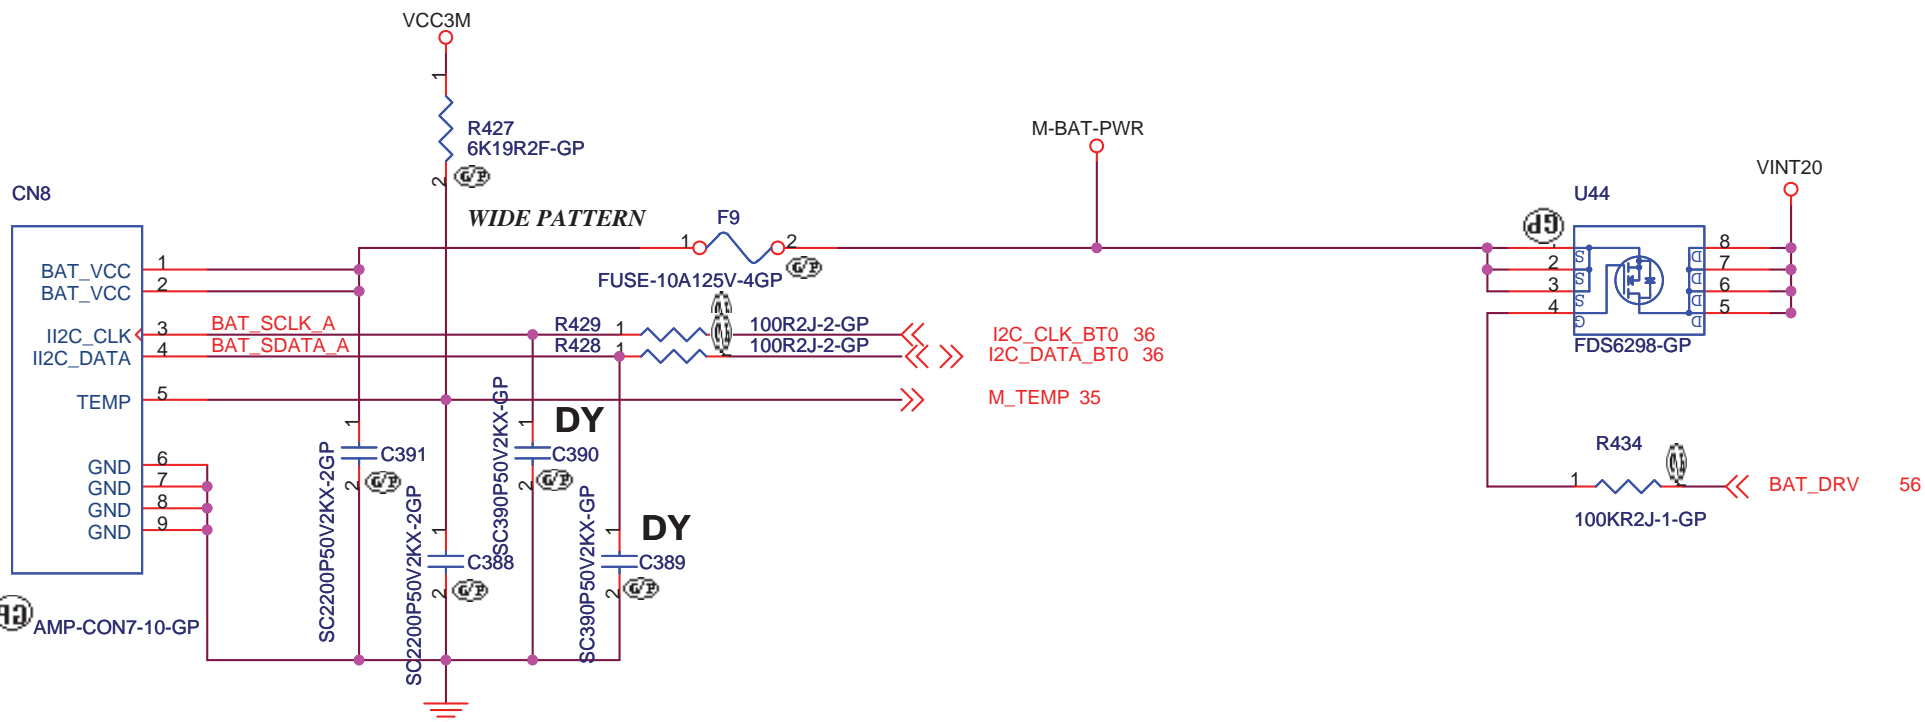 VCC3M
1
R427
6K19R2F-GP
2
G/P
M-BAT-PWR
VINT20
CN8
WIDE PATTERN
F9
1
2
G/P
FUSE-10A125V-4GP
U44
GP
1
2
3
4
S
S
S
G
8
7
6
5
D
D
D
D
FDS6298-GP
BAT_VCC 1
BAT_VCC 2
II2C_CLK 3 BAT_SCLK_A
II2C_DATA 4 BAT_SDATA_A
TEMP 5
GND 6
GND 7
GND 8
GND 9
R429 1 100R2J-2-GP
R428 1 100R2J-2-GP
I2C_CLK_BT0 36
I2C_DATA_BT0 36
M_TEMP 35
1
C391
2
G/P
SC2200P50V2KX-2GP
1
C388
2
G/P
SC2200P50V2KX-2GP
DY
1
C390
2
G/P
SC390P50V2KX-GP
DY
1
C389
2
G/P
SC390P50V2KX-GP
R434
1
100KR2J-1-GP
BAT_DRV 56
GP
AMP-CON7-10-GP